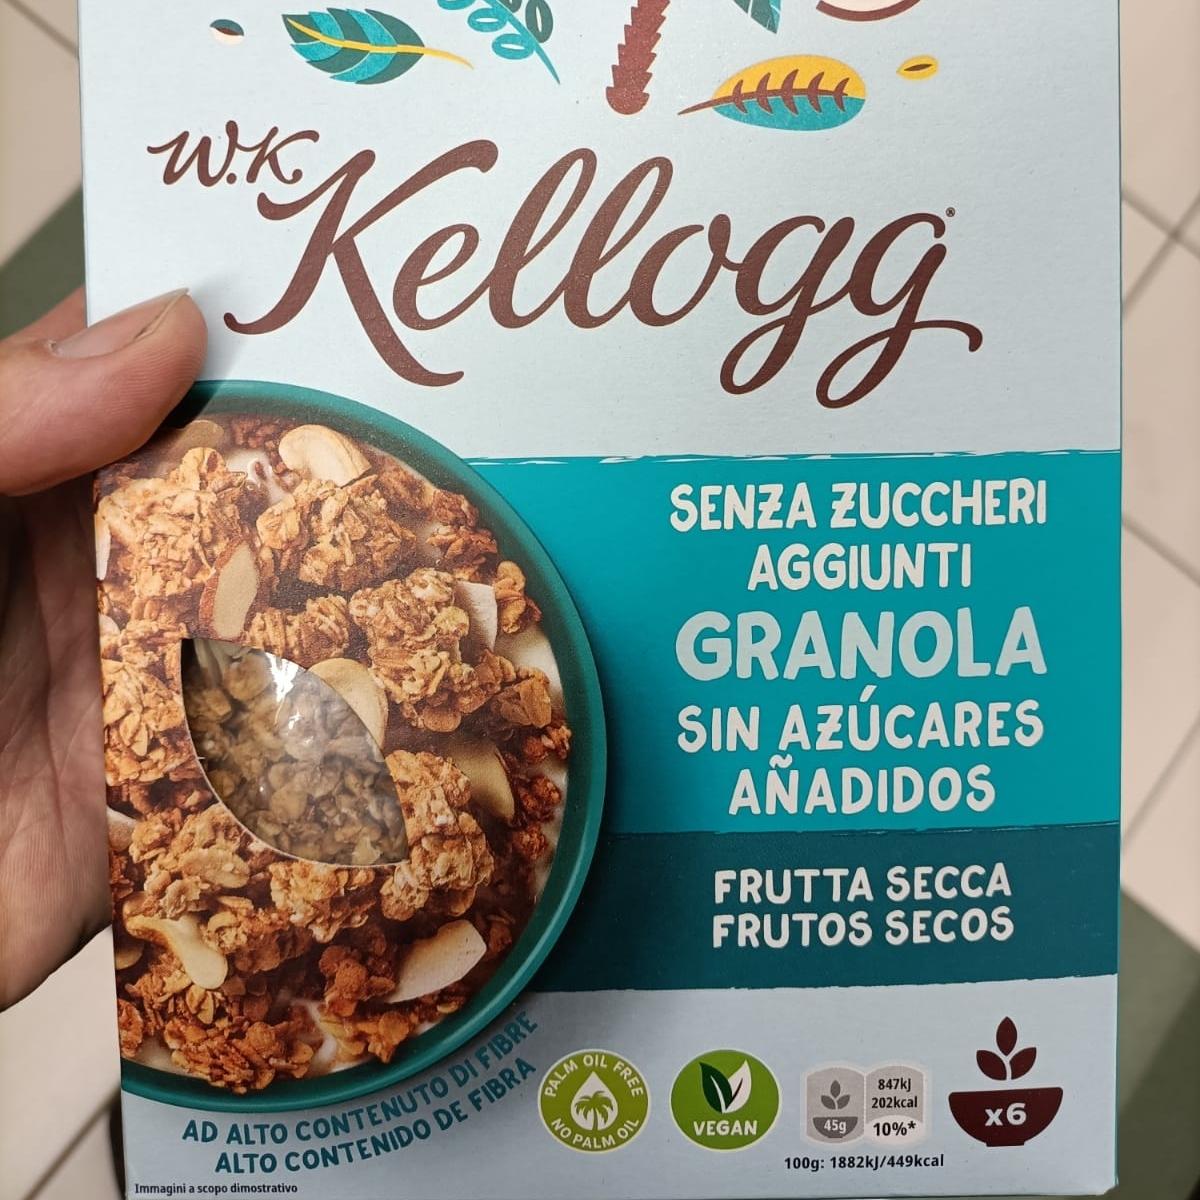 W.K
Kellogg®
SENZA ZUCCHERI
AGGIUNTI
GRANOLA
SIN AZÚCARES
AÑADIDOS
FRUTTA SECCA
FRUTOS SECOS
AD ALTO CONTENUTO DI FIBRE
ALTO CONTENIDO DE FIBRA
PALM OIL FREE
NO PALM OIL
VEGAN
45g
847kJ
202kcal
10%*
100g: 1882kJ/449kcal
x6
Immagini a scopo dimostrativo